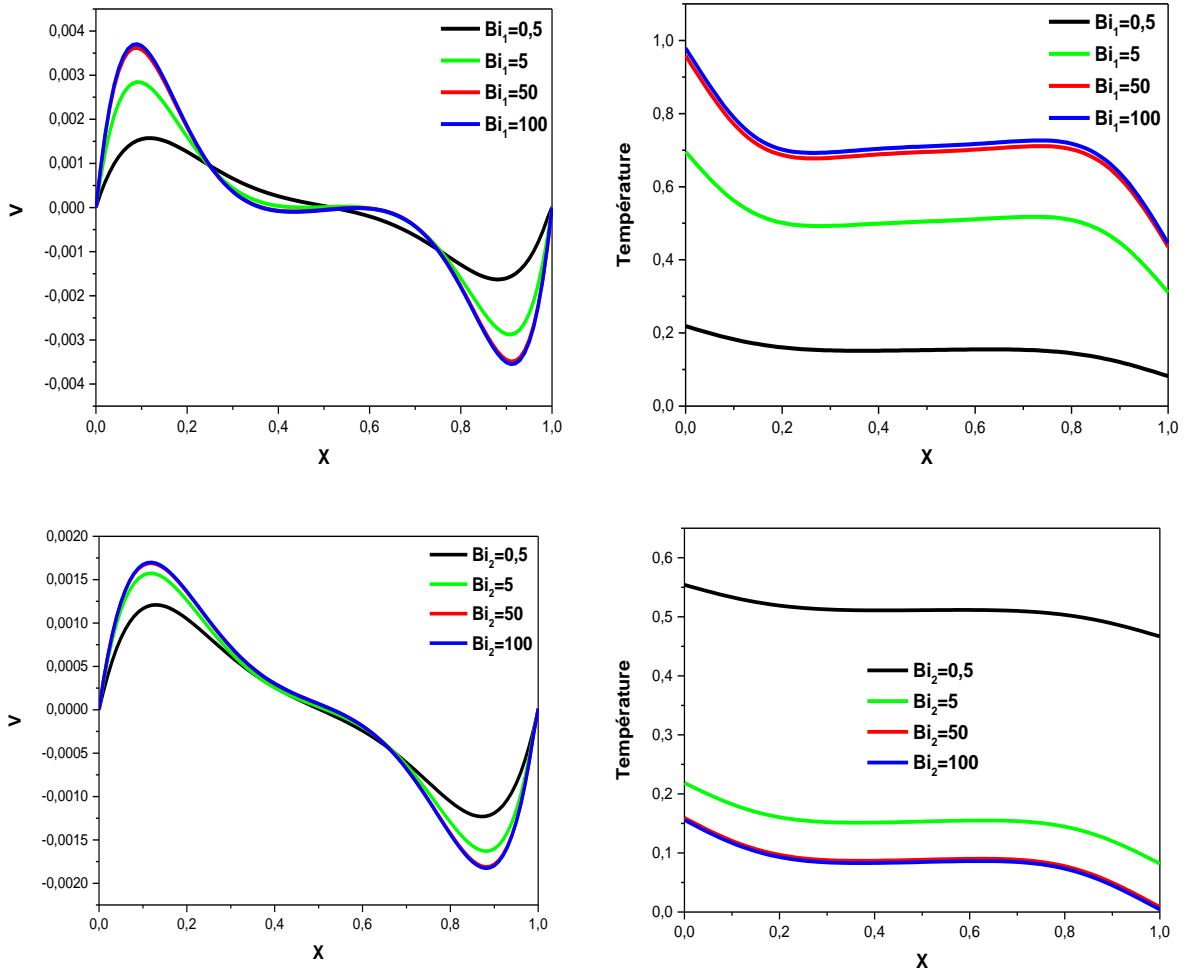 Bi1=0,5
Bi1=5
Bi1=50
Bi1=100
0,004
0,003
0,002
0,001
0,000
-0,001
-0,002
-0,003
-0,004
V
0,0 0,2 0,4 0,6 0,8 1,0
X
Bi1=0,5
Bi1=5
Bi1=50
Bi1=100
1,0
0,8
0,6
0,4
0,2
0,0
Température
0,0 0,2 0,4 0,6 0,8 1,0
X
Bi2=0,5
Bi2=5
Bi2=50
Bi2=100
0,0020
0,0015
0,0010
0,0005
0,0000
-0,0005
-0,0010
-0,0015
-0,0020
V
0,0 0,2 0,4 0,6 0,8 1,0
X
0,6
0,5
0,4
0,3
0,2
0,1
0,0
Température
Bi2=0,5
Bi2=5
Bi2=50
Bi2=100
0,0 0,2 0,4 0,6 0,8 1,0
X